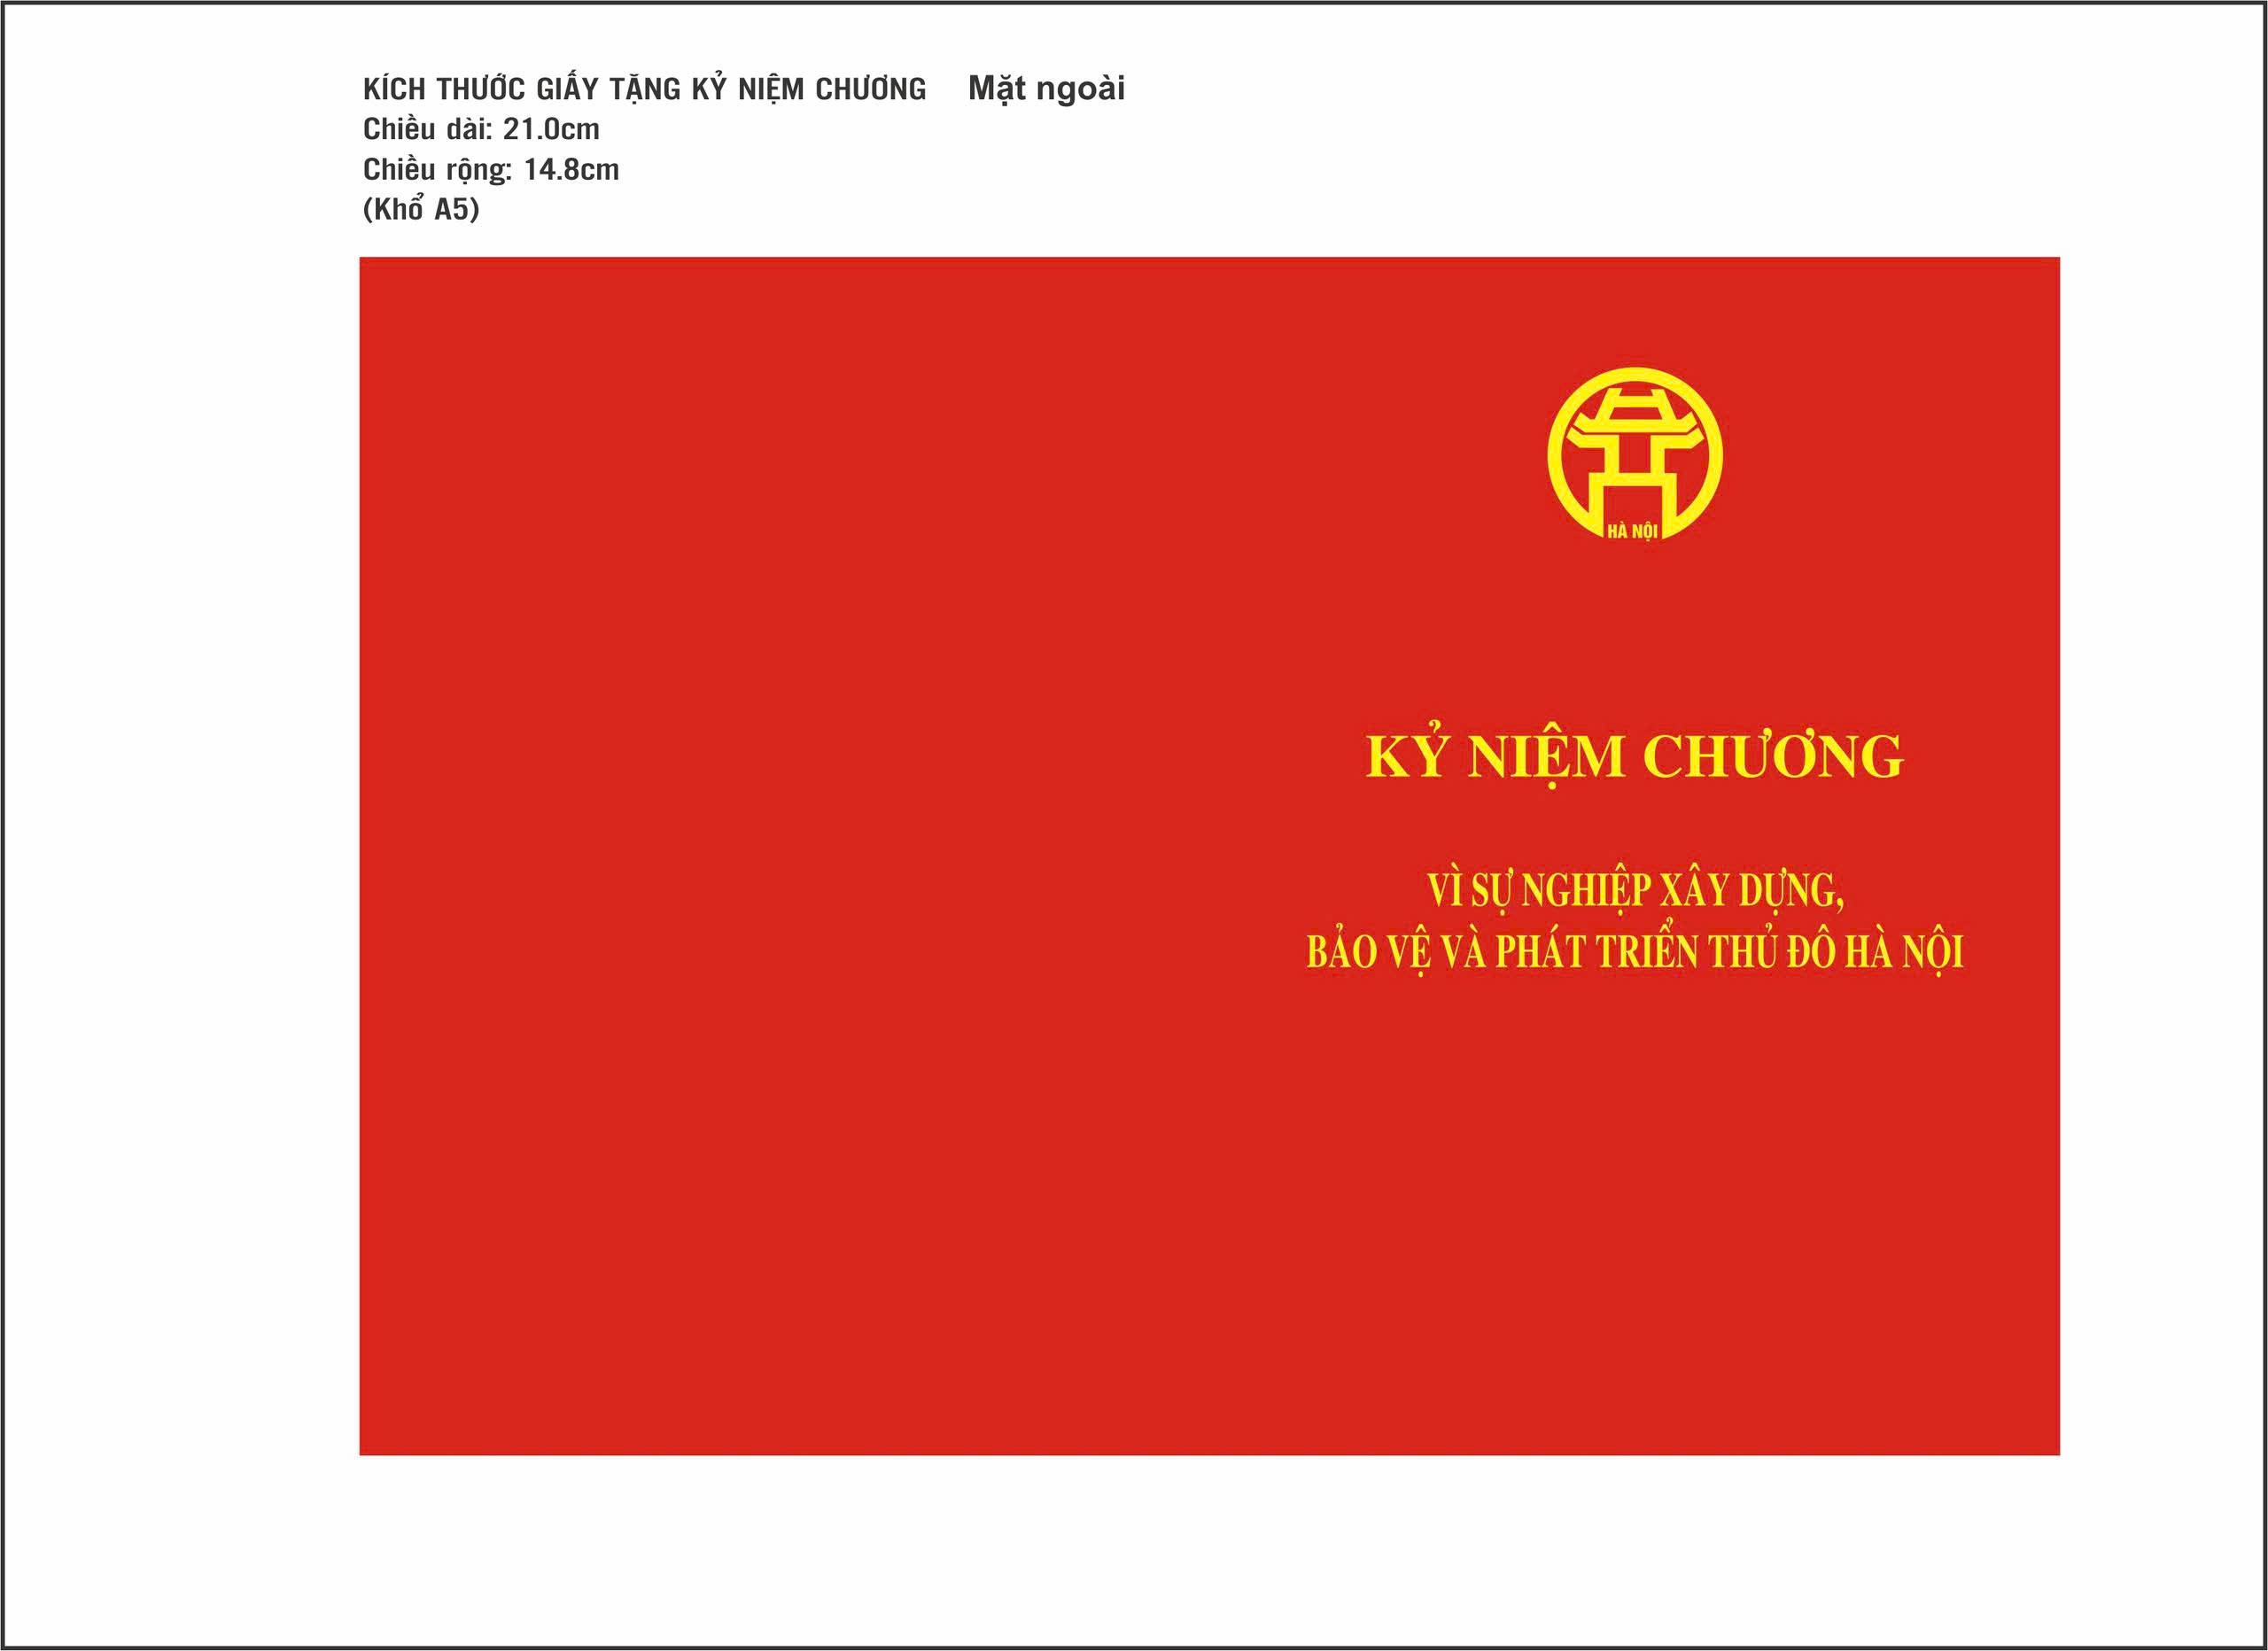 KÍCH THƯỚC GIẤY TẶNG KỶ NIỆM CHƯƠNG Mặt ngoài
Chiều dài: 21.0cm
Chiều rộng: 14.8cm
(Khổ A5)
HÀ NỘI
KỶ NIỆM CHƯƠNG
VÌ SỰ NGHIỆP XÂY DỰNG,
BẢO VỆ VÀ PHÁT TRIỂN THỦ ĐÔ HÀ NỘI